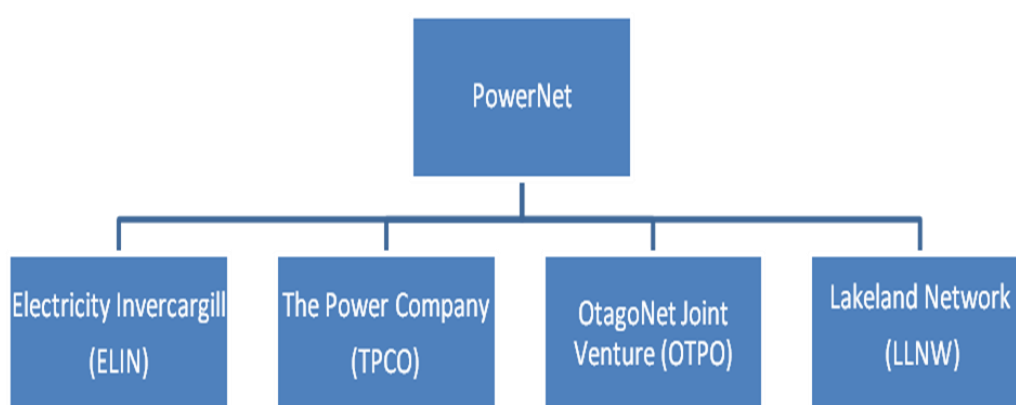 PowerNet
Electricity Invercargill
(ELIN)
The Power Company
(TPCO)
OtagoNet Joint
Venture (OTPO)
Lakeland Network
(LLNW)